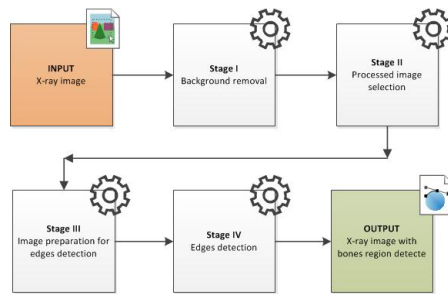 INPUT
X-ray image
Stage I
Background removal
Stage II
Processed image
selection
Stage III
Image preparation for
edges detection
Stage IV
Edges detection
OUTPUT
X-ray image with
bones region detecte